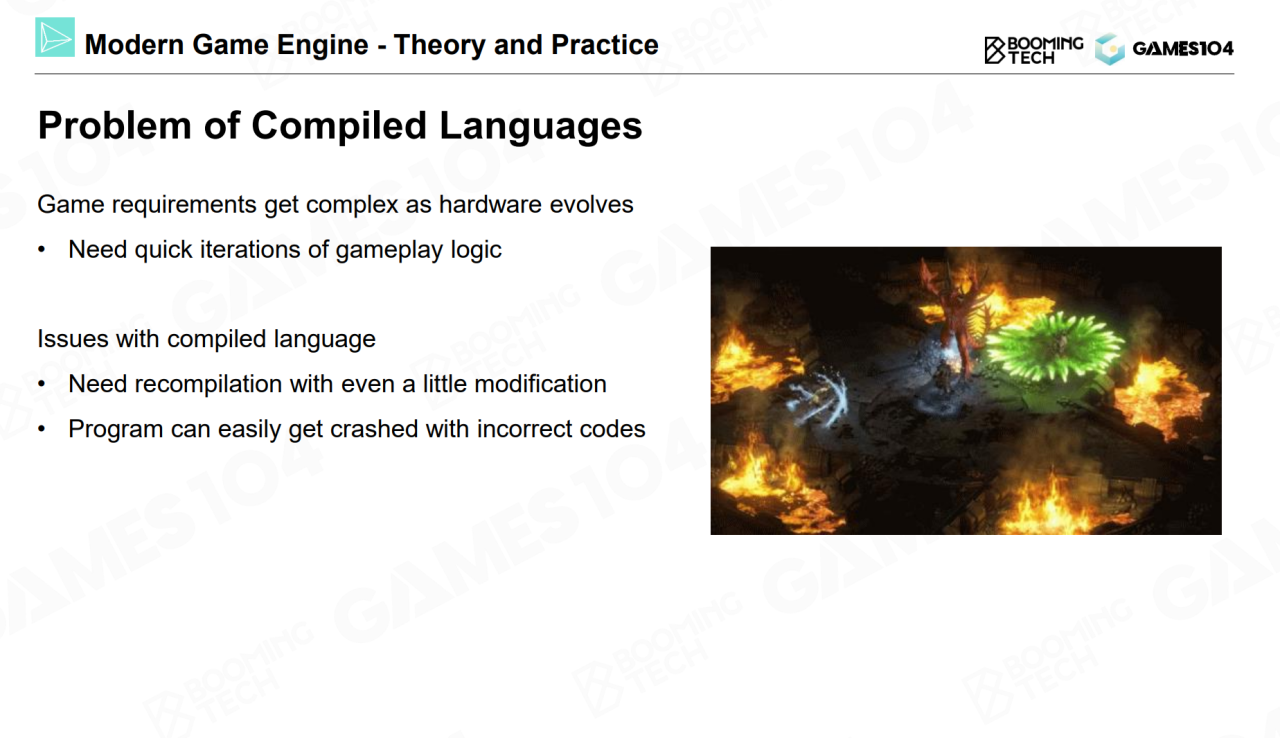 Modern Game Engine - Theory and Practice
BOOMING
TECH
GAMES104
Problem of Compiled Languages
Game requirements get complex as hardware evolves
• Need quick iterations of gameplay logic
Issues with compiled language
• Need recompilation with even a little modification
• Program can easily get crashed with incorrect codes